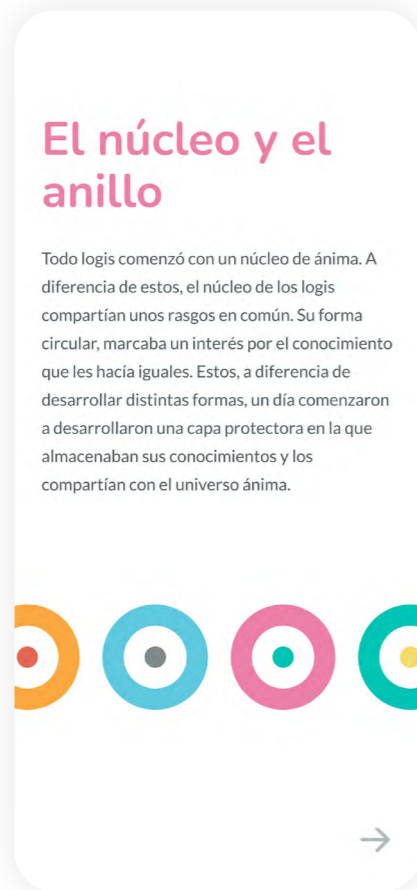 El núcleo y el
anillo
Todo logis comenzó con un núcleo de ánima. A
diferencia de estos, el núcleo de los logis
compartían unos rasgos en común. Su forma
circular, marcaba un interés por el conocimiento
que les hacía iguales. Estos, a diferencia de
desarrollar distintas formas, un día comenzaron
a desarrollaron una capa protectora en la que
almacenaban sus conocimientos y los
compartían con el universo ánima.